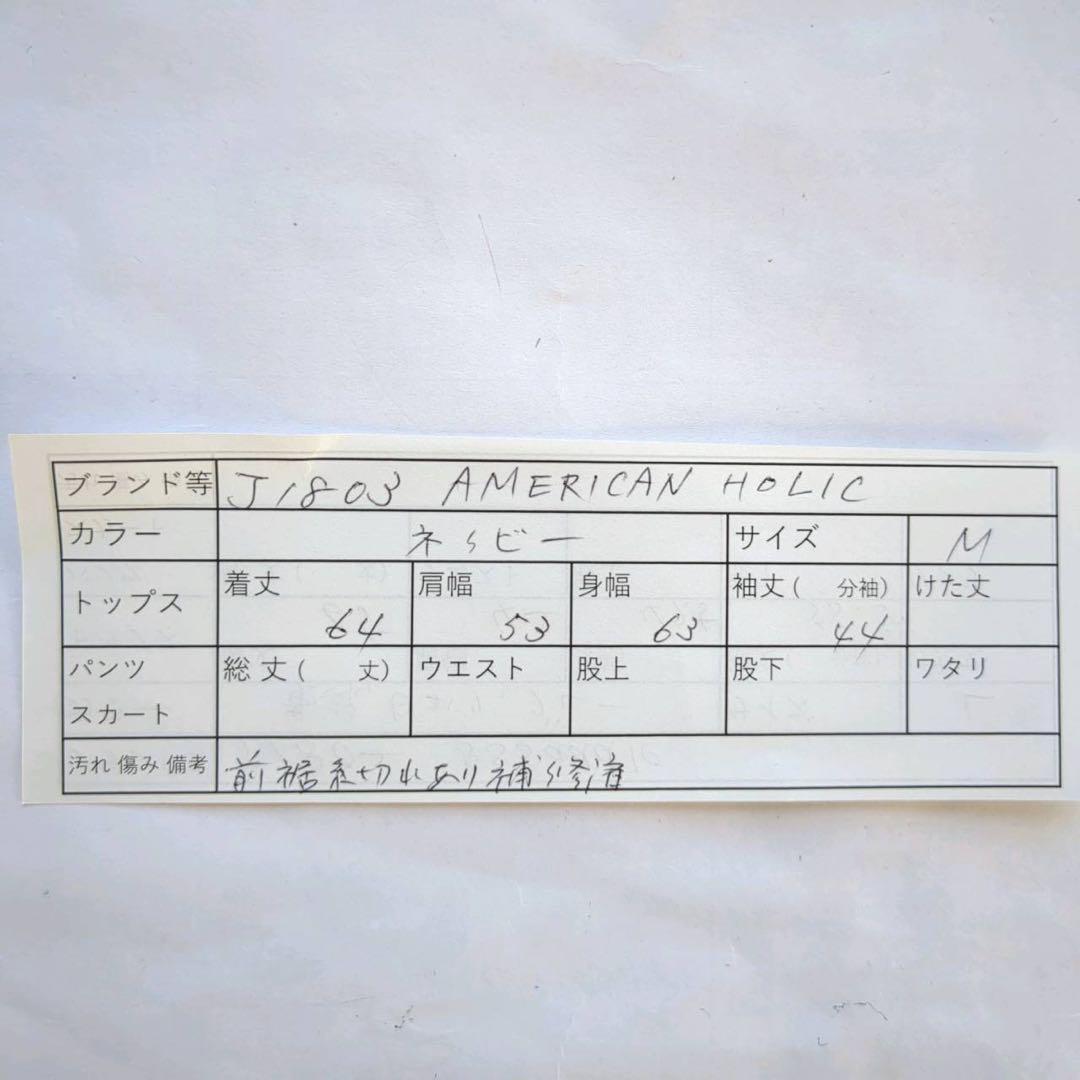 ブランド等 J1803 AMERICAN HOLIC
カラー ネイビー サイズ M
トップス 着丈 64 肩幅 53 身幅 63 袖丈( 分袖) 44 けた丈
パンツ スカート 総丈( 丈) ウエスト 股上 股下 ワタリ
汚れ 傷み 備考 前裾糸切れあり補修済